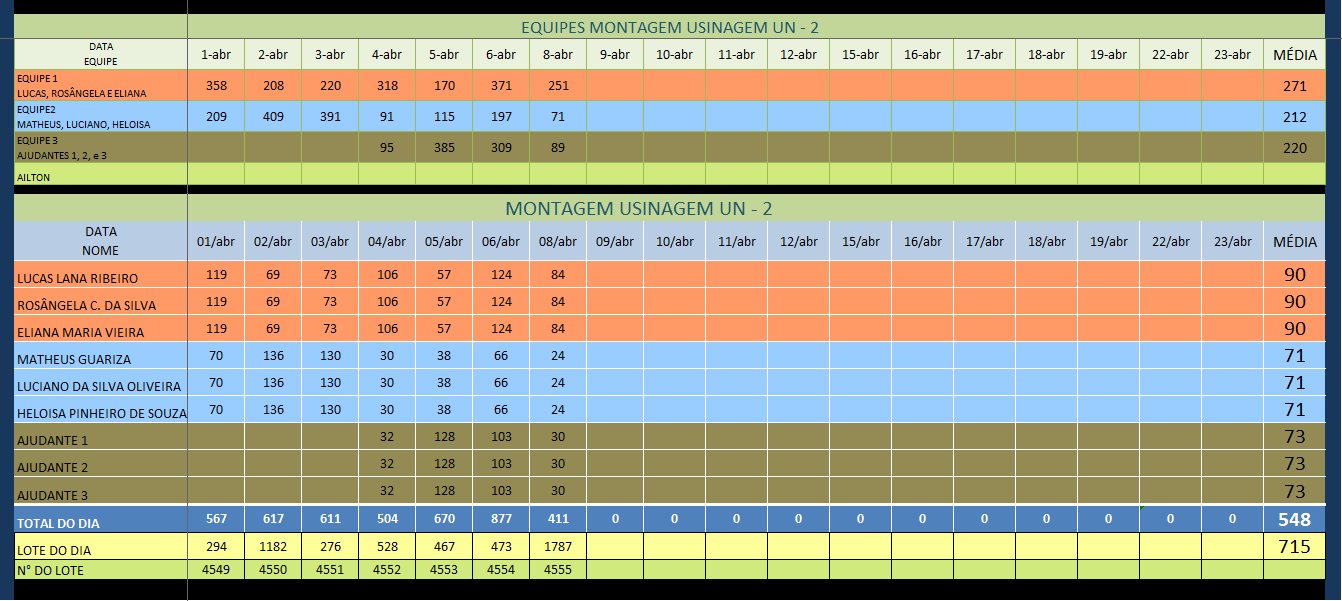 EQUIPES MONTAGEM USINAGEM UN - 2
DATA
EQUIPE 1-abr 2-abr 3-abr 4-abr 5-abr 6-abr 8-abr 9-abr 10-abr 11-abr 12-abr 15-abr 16-abr 17-abr 18-abr 19-abr 22-abr 23-abr MÉDIA
EQUIPE 1
LUCAS, ROSÂNGELA E ELIANA 358 208 220 318 170 371 251 271
EQUIPE2
MATHEUS, LUCIANO, HELOISA 209 409 391 91 115 197 71 212
EQUIPE 3
AJUDANTES 1, 2, e 3 95 385 309 89 220
AILTON
MONTAGEM USINAGEM UN - 2
DATA
NOME 01/abr 02/abr 03/abr 04/abr 05/abr 06/abr 08/abr 09/abr 10/abr 11/abr 12/abr 15/abr 16/abr 17/abr 18/abr 19/abr 22/abr 23/abr MÉDIA
LUCAS LANA RIBEIRO 119 69 73 106 57 124 84 90
ROSÂNGELA C. DA SILVA 119 69 73 106 57 124 84 90
ELIANA MARIA VIEIRA 119 69 73 106 57 124 84 90
MATHEUS GUARIZA 70 136 130 30 38 66 24 71
LUCIANO DA SILVA OLIVEIRA 70 136 130 30 38 66 24 71
HELOISA PINHEIRO DE SOUZA 70 136 130 30 38 66 24 71
AJUDANTE 1 32 128 103 30 73
AJUDANTE 2 32 128 103 30 73
AJUDANTE 3 32 128 103 30 73
TOTAL DO DIA 567 617 611 504 670 877 411 0 0 0 0 0 0 0 0 0 0 0 548
LOTE DO DIA 294 1182 276 528 467 473 1787 715
N° DO LOTE 4549 4550 4551 4552 4553 4554 4555